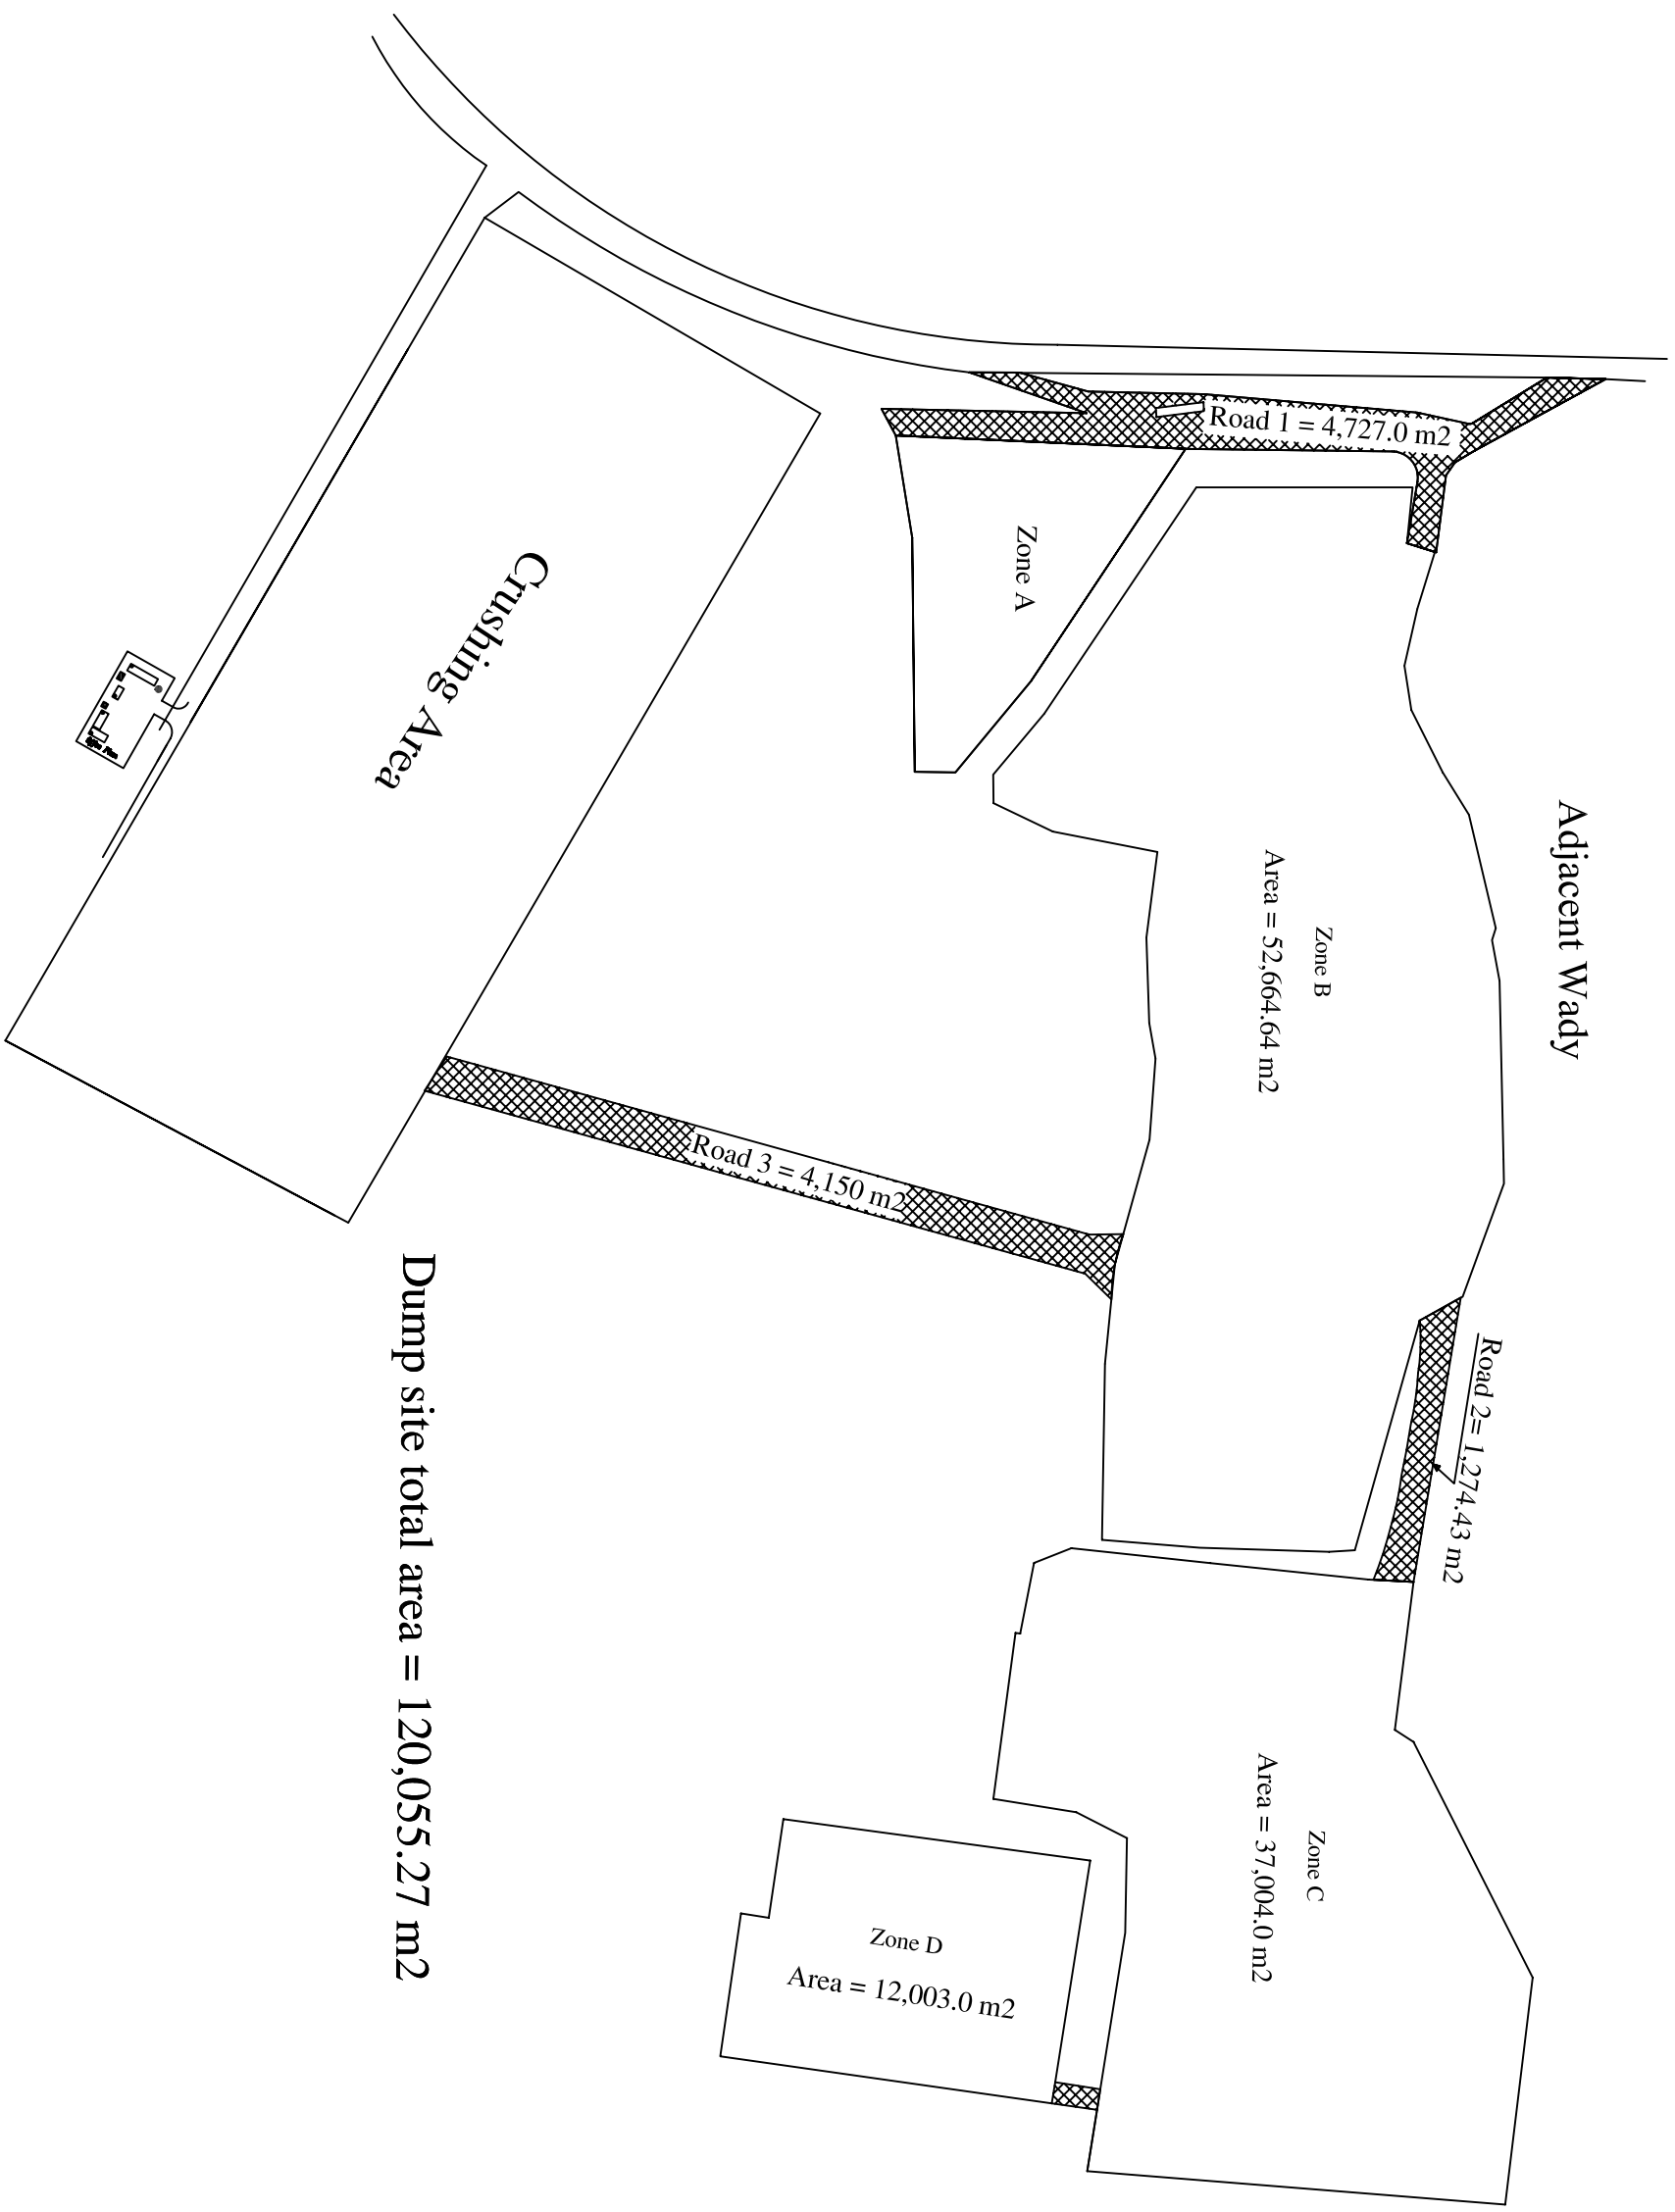 Road 1 = 4,727.0 m2
Zone A
Crushing Area
Adjacent Wady
Zone B
Area = 52,664.64 m2
Road 3 = 4,150 m2
Road 2= 1,274.43 m2
Dump site total area = 120,055.27 m2
Zone C
Area = 37,004.0 m2
Zone D
Area = 12,003.0 m2